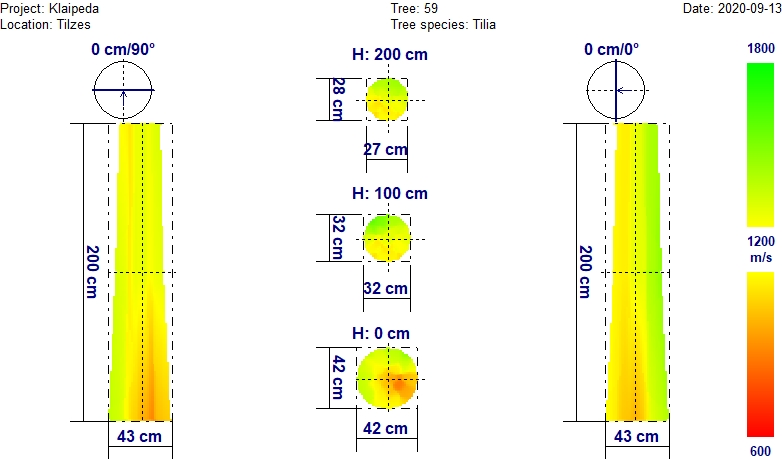 Project: Klaipeda Tree: 59 Date: 2020-09-13
Location: Tilzes Tree species: Tilia
0 cm/90° H: 200 cm 0 cm/0° 1800
28 cm
27 cm
H: 100 cm
32 cm
32 cm
200 cm 200 cm 1200
m/s
H: 0 cm
42 cm
43 cm 42 cm 43 cm
600